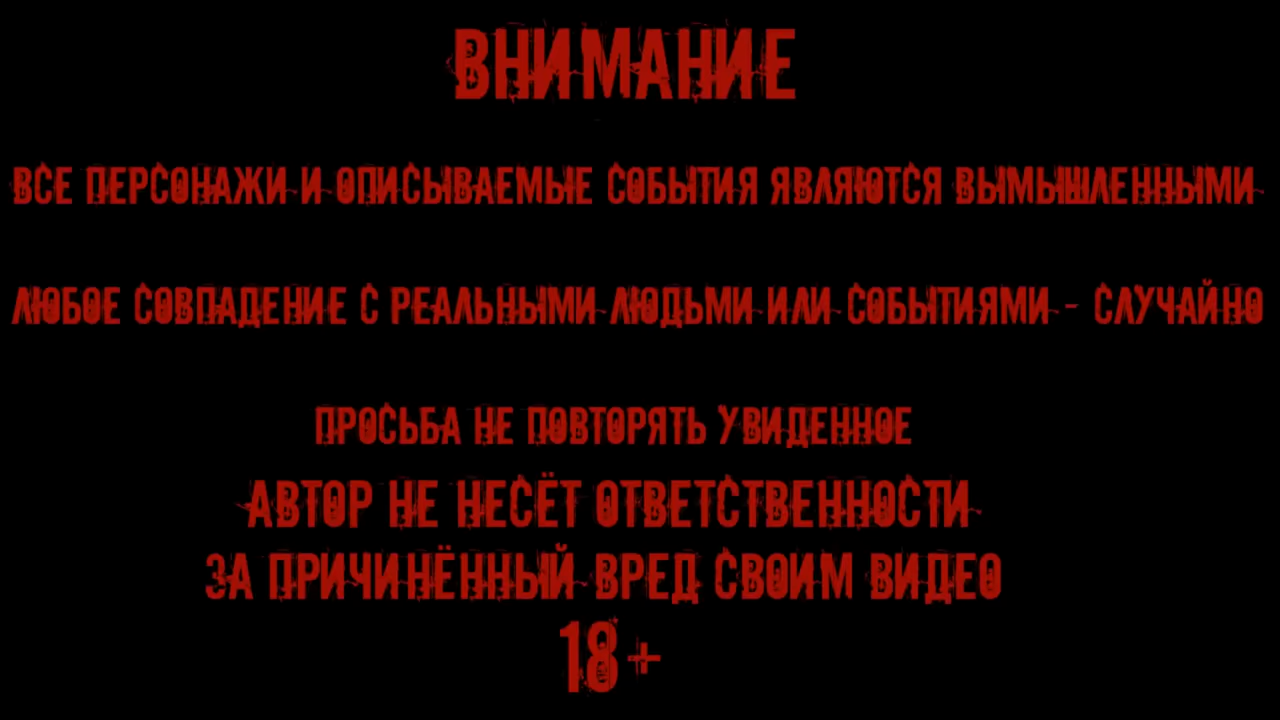 ВНИМАНИЕ
ВСЕ ПЕРСОНАЖИ И ОПИСЫВАЕМЫЕ СОБЫТИЯ ЯВЛЯЮТСЯ ВЫМЫШЛЕННЫМИ
ЛЮБОЕ СОВПАДЕНИЕ С РЕАЛЬНЫМИ ЛЮДЬМИ ИЛИ СОБЫТИЯМИ - СЛУЧАЙНО
ПРОСЬБА НЕ ПОВТОРЯТЬ УВИДЕННОЕ
АВТОР НЕ НЕСЁТ ОТВЕТСТВЕННОСТИ
ЗА ПРИЧИНЁННЫЙ ВРЕД СВОИМ ВИДЕО
18+